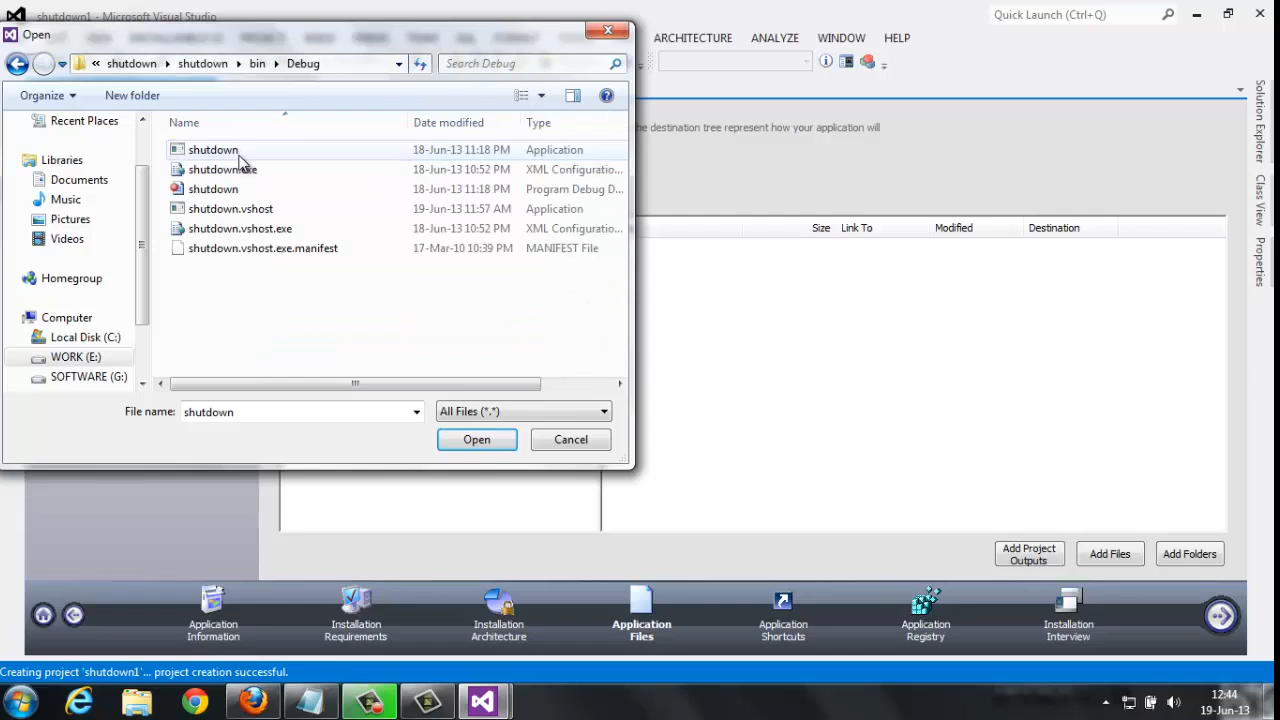 shutdown1 - Microsoft Visual Studio
Quick Launch (Ctrl+Q)
Open
ARCHITECTURE ANALYZE WINDOW HELP
« shutdown shutdown bin Debug
Search Debug
Organize New folder
Name Date modified Type
Recent Places
Libraries
Documents
Music
Pictures
Videos
Homegroup
Computer
Local Disk (C:)
WORK (E:)
SOFTWARE (G:)
shutdown 18-Jun-13 11:18 PM Application
shutdown.exe 18-Jun-13 10:52 PM XML Configuratio...
shutdown 18-Jun-13 11:18 PM Program Debug D...
shutdown.vshost 19-Jun-13 11:57 AM Application
shutdown.vshost.exe 18-Jun-13 10:52 PM XML Configuratio...
shutdown.vshost.exe.manifest 17-Mar-10 10:39 PM MANIFEST File
File name: shutdown
All Files (*.*)
Open Cancel
he destination tree represent how your application will
Size Link To Modified Destination
Solution Explorer
Class View
Properties
Add Project Outputs
Add Files
Add Folders
Application Information
Installation Requirements
Installation Architecture
Application Files
Application Shortcuts
Application Registry
Installation Interview
Creating project 'shutdown1'... project creation successful.
12:44
19-Jun-13